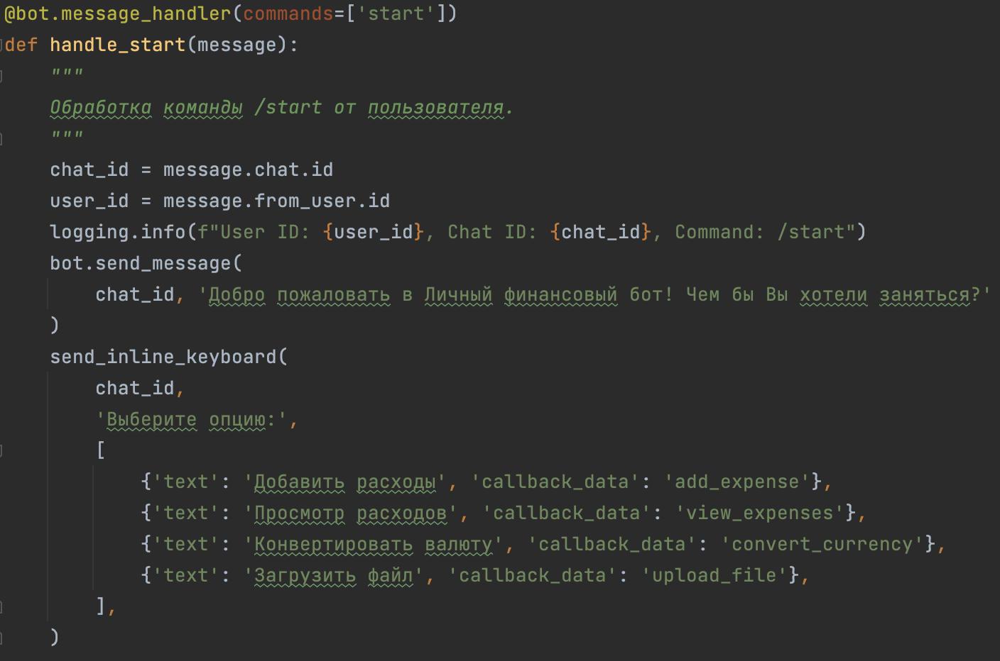 @bot.message_handler(commands=['start'])
def handle_start(message):
    """
    Обработка команды /start от пользователя.
    """
    chat_id = message.chat.id
    user_id = message.from_user.id
    logging.info(f"User ID: {user_id}, Chat ID: {chat_id}, Command: /start")
    bot.send_message(
        chat_id, 'Добро пожаловать в Личный финансовый бот! Чем бы Вы хотели заняться?'
    )
    send_inline_keyboard(
        chat_id,
        'Выберите опцию:',
        [
            {'text': 'Добавить расходы', 'callback_data': 'add_expense'},
            {'text': 'Просмотр расходов', 'callback_data': 'view_expenses'},
            {'text': 'Конвертировать валюту', 'callback_data': 'convert_currency'},
            {'text': 'Загрузить файл', 'callback_data': 'upload_file'},
        ],
    )